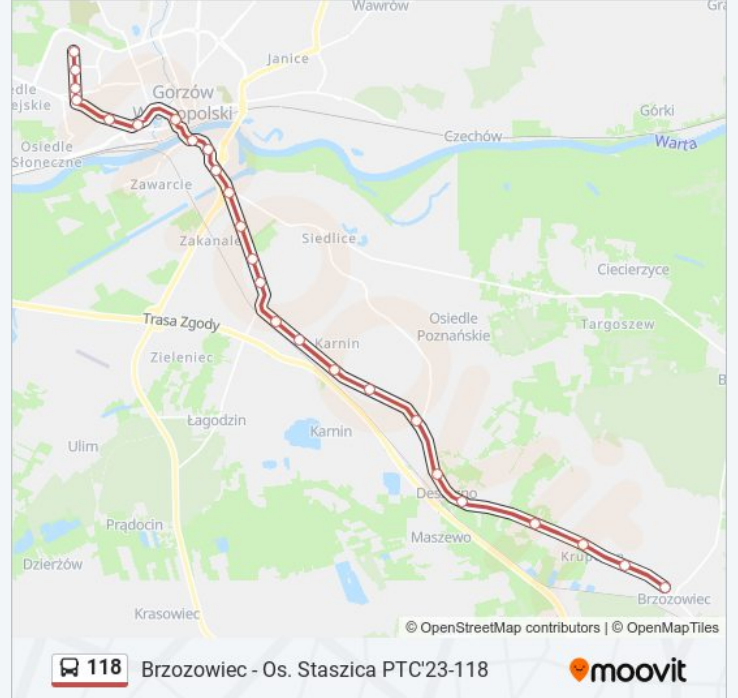 Wawrów
Janice
Gorzów
W
polski
Górki
Czechów
Warta
Osiedle
Słoneczne
Zawarcie
Zakanale
Siedlice
Ciecierzyce
Trasa Zgody
Osiedle
Poznańskie
Targoszew
Zieleniec
Karnin
Łagodzin
Karnin
Ulim
Prądocin
Maszewo
Dzierżów
Brzozowiec
Krasowiec
© OpenStreetMap contributors | © OpenMapTiles
118 Brzozowiec - Os. Staszica PTC'23-118 moovit